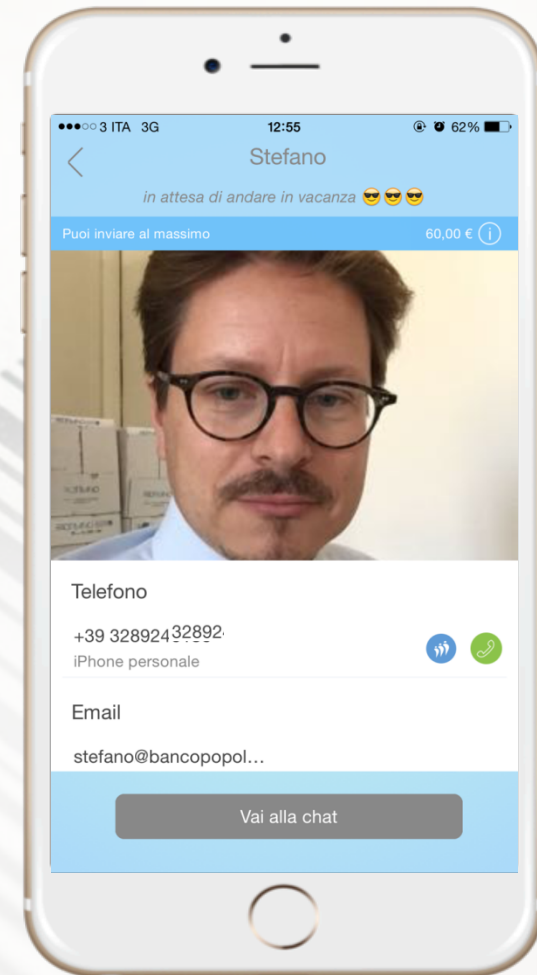 3 ITA 3G 12:55 62%
Stefano
in attesa di andare in vacanza 😎😎😎
Puoi inviare al massimo 60,00 €
Telefono
+39 328924
iPhone personale
Email
stefano@bancopopol…
Vai alla chat